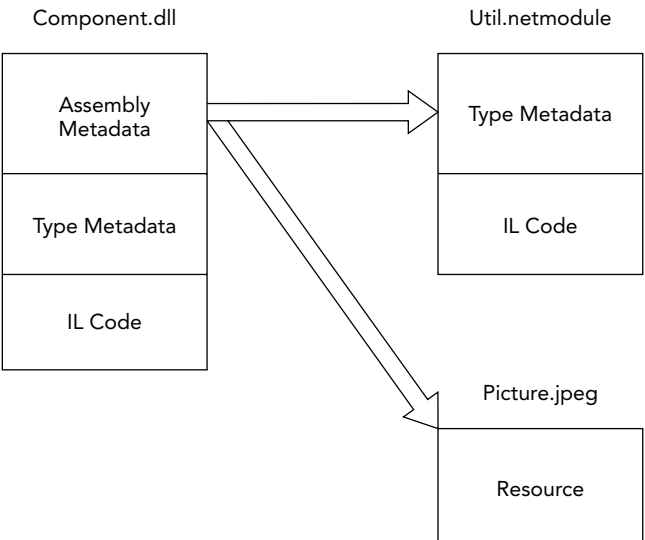 Component.dll
Assembly
Metadata
Type Metadata
IL Code
Util.netmodule
Type Metadata
IL Code
Picture.jpeg
Resource